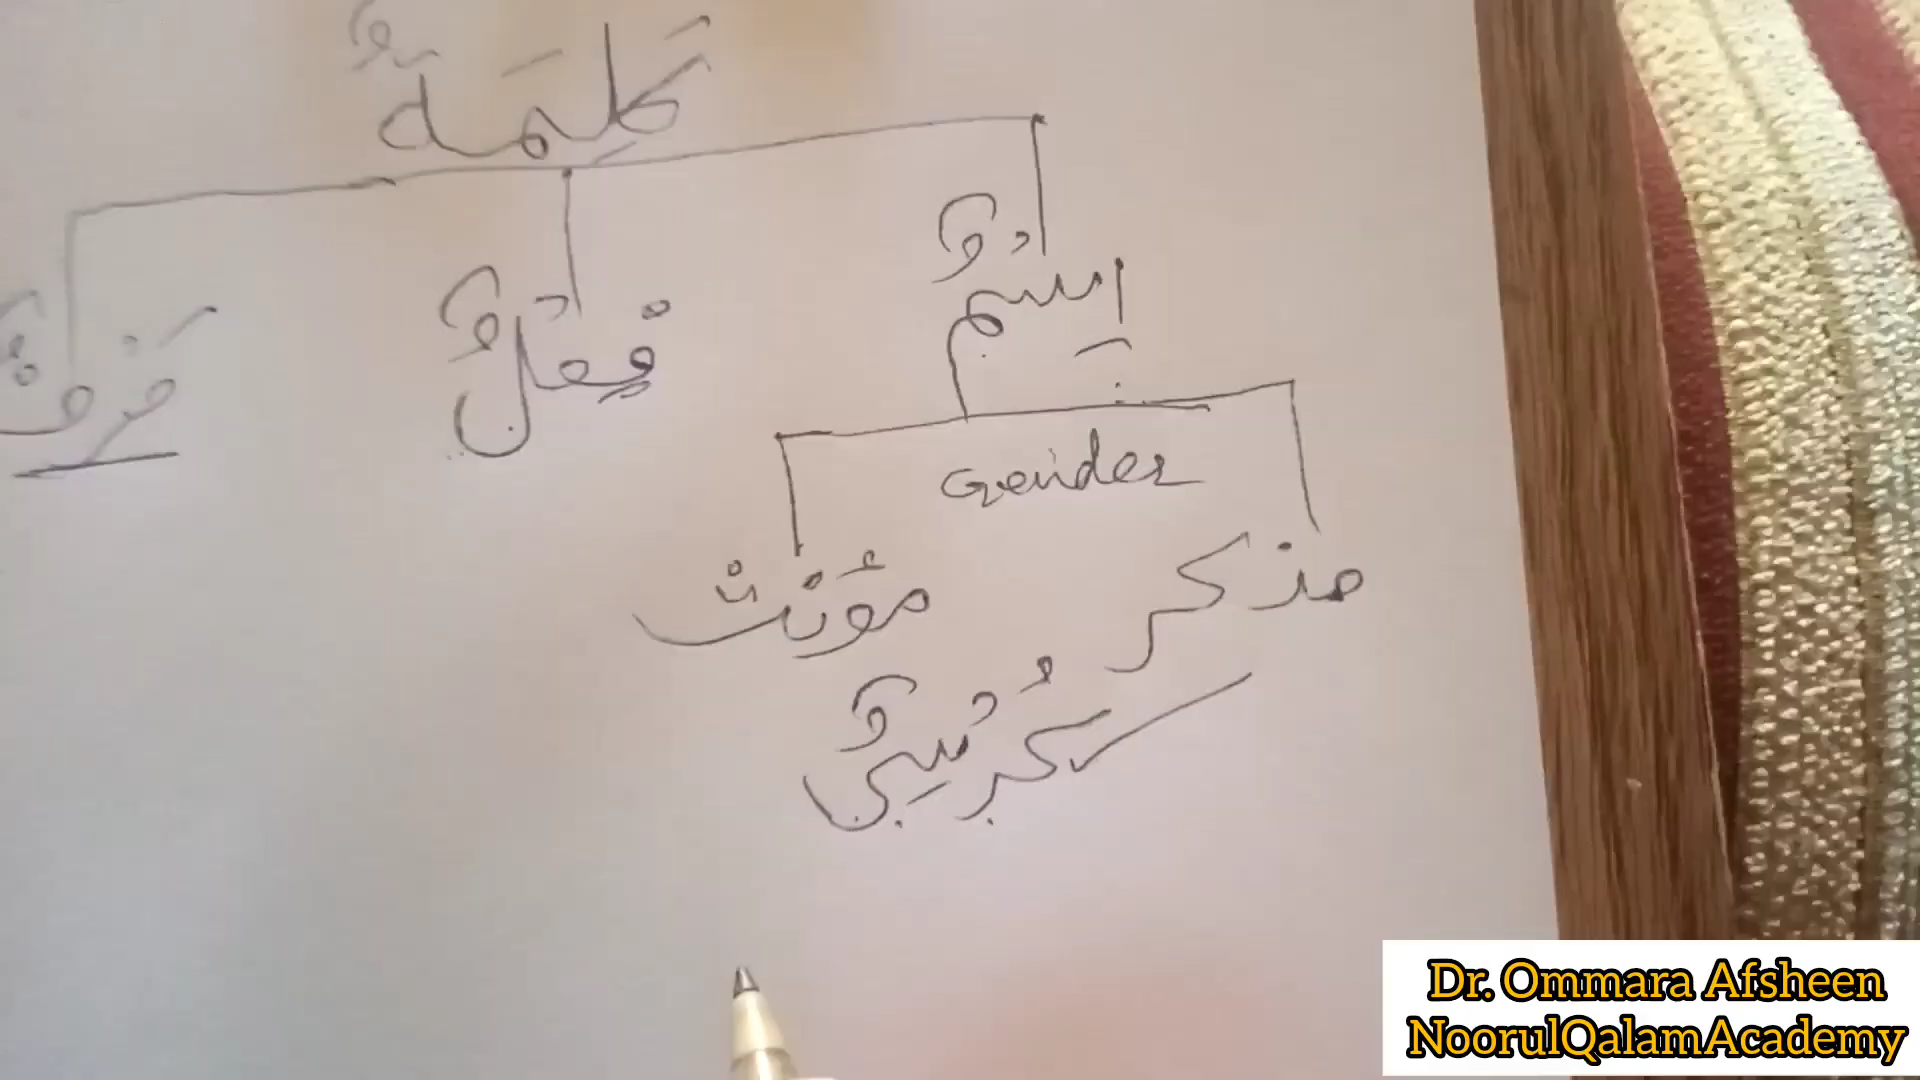 كَلِمَةٌ
اِسْمٌ فِعْلٌ حَرْفٌ
Gender
مذكر مؤنث
كُرْسِيٌّ
Dr. Ommara Afsheen
NoorulQalamAcademy